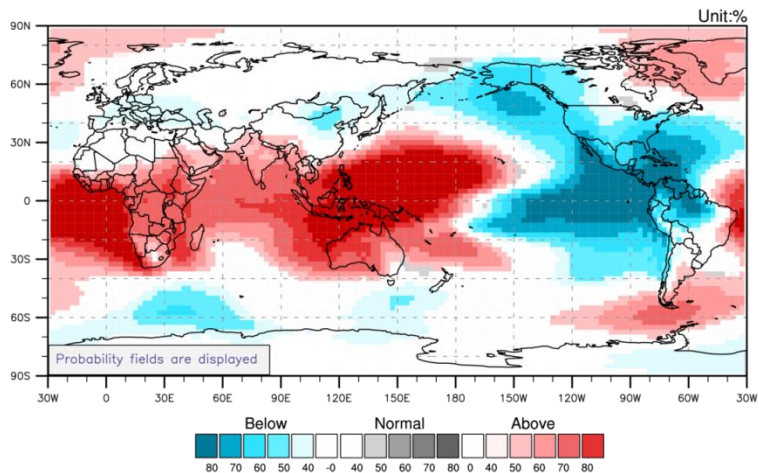 Unit:%
90N
60N
30N
0
30S
60S
90S
Probability fields are displayed
30W 0 30E 60E 90E 120E 150E 180 150W 120W 90W 60W 30W
Below Normal Above
80 70 60 50 40 -0 40 50 60 70 80 0 40 50 60 70 80